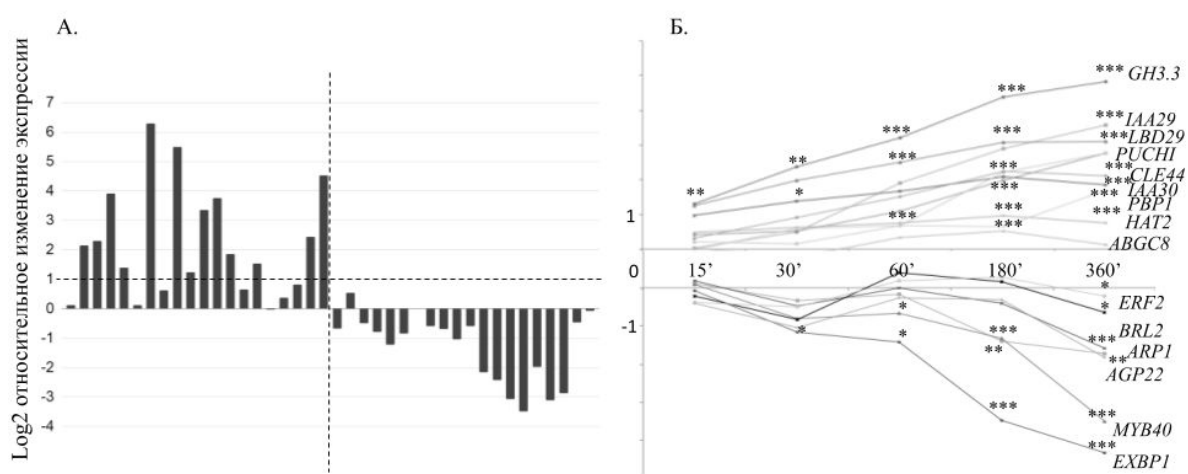 А.
Б.
Log2 относительное изменение экспрессии
7
6
5
4
3
2
1
0
-1
-2
-3
-4
1
0
-1
15'
30'
60'
180'
360'
**
**
*
***
***
***
***
***
***
***
***
***
*** GH3.3
*** IAA29
*** LBD29
PUCHI
*** CLE44
*** IAA30
*** PBP1
*** HAT2
ABGC8
* ERF2
* BRL2
*** ARP1
** AGP22
*** MYB40
*** EXBP1
*
*
*
***
**
***